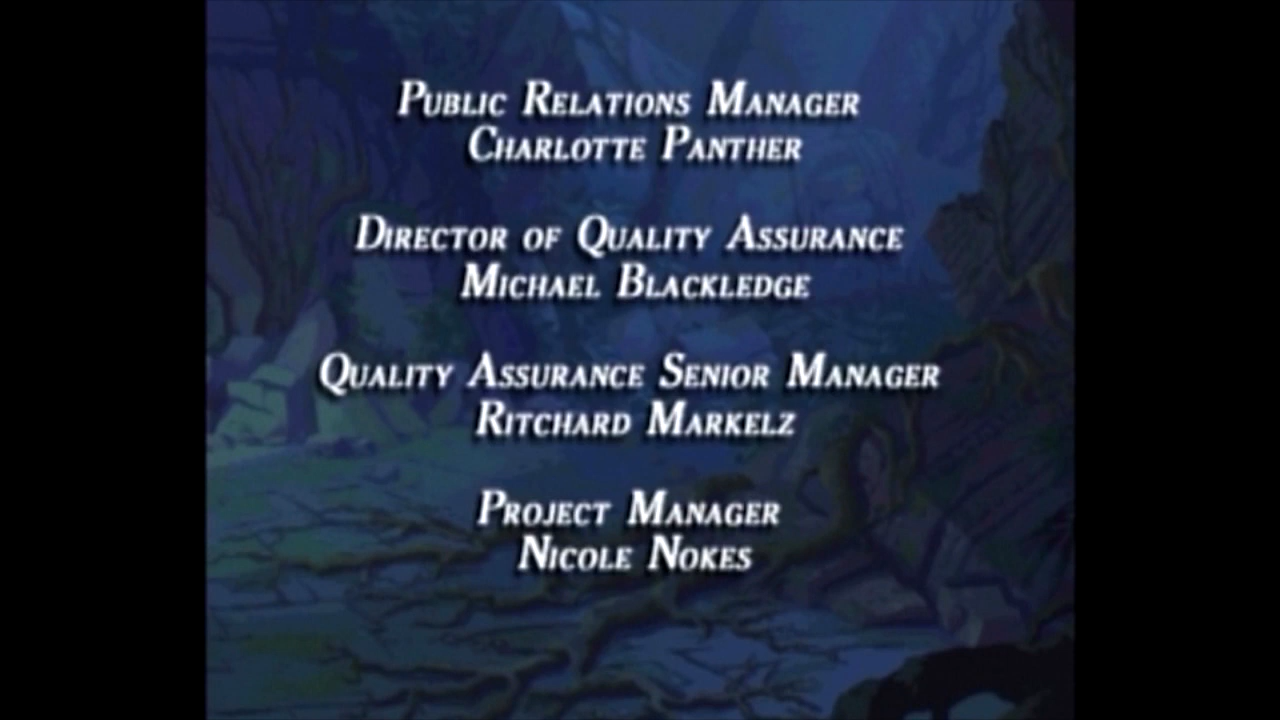 Public Relations Manager
Charlotte Panther
Director of Quality Assurance
Michael Blackledge
Quality Assurance Senior Manager
Ritchard Markelz
Project Manager
Nicole Nokes